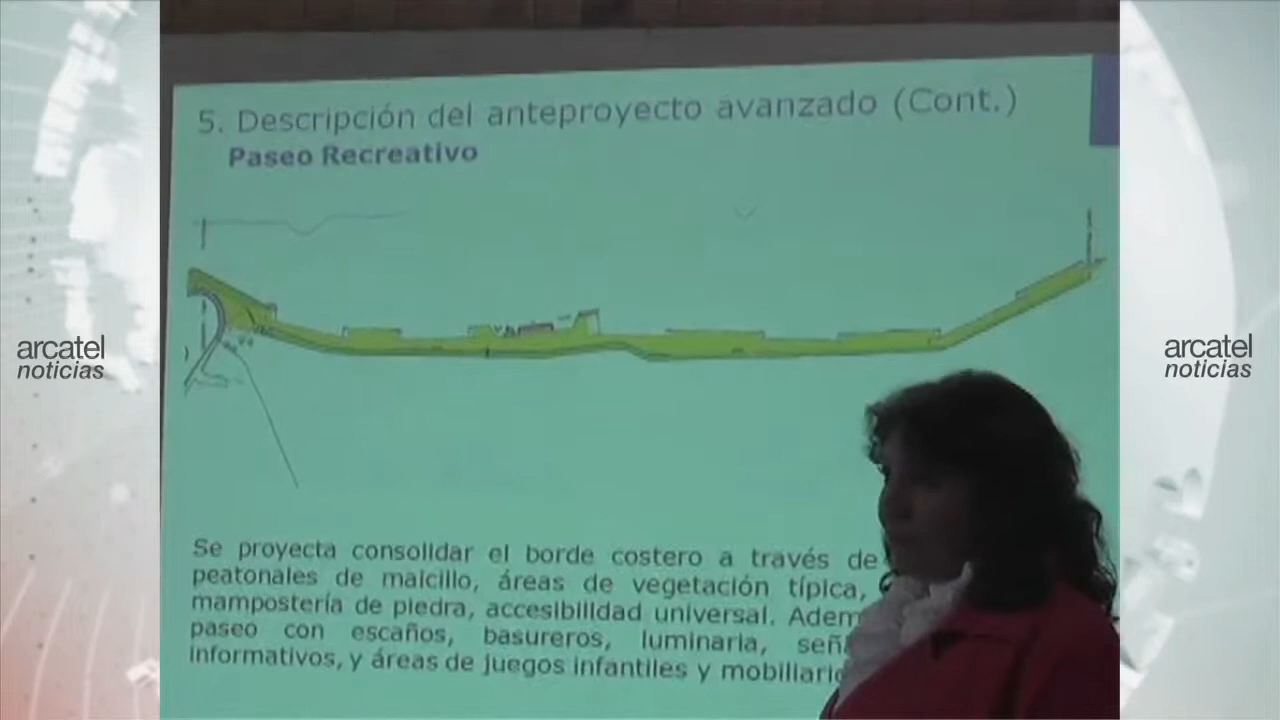 5. Descripción del anteproyecto avanzado (Cont.)
Paseo Recreativo
arcatel
noticias
arcatel
noticias
Se proyecta consolidar el borde costero a través de
peatonales de maicillo, áreas de vegetación típica,
mampostería de piedra, accesibilidad universal. Adem
paseo con escaños, basureros, luminaria, seña
informativos, y áreas de juegos infantiles y mobiliario